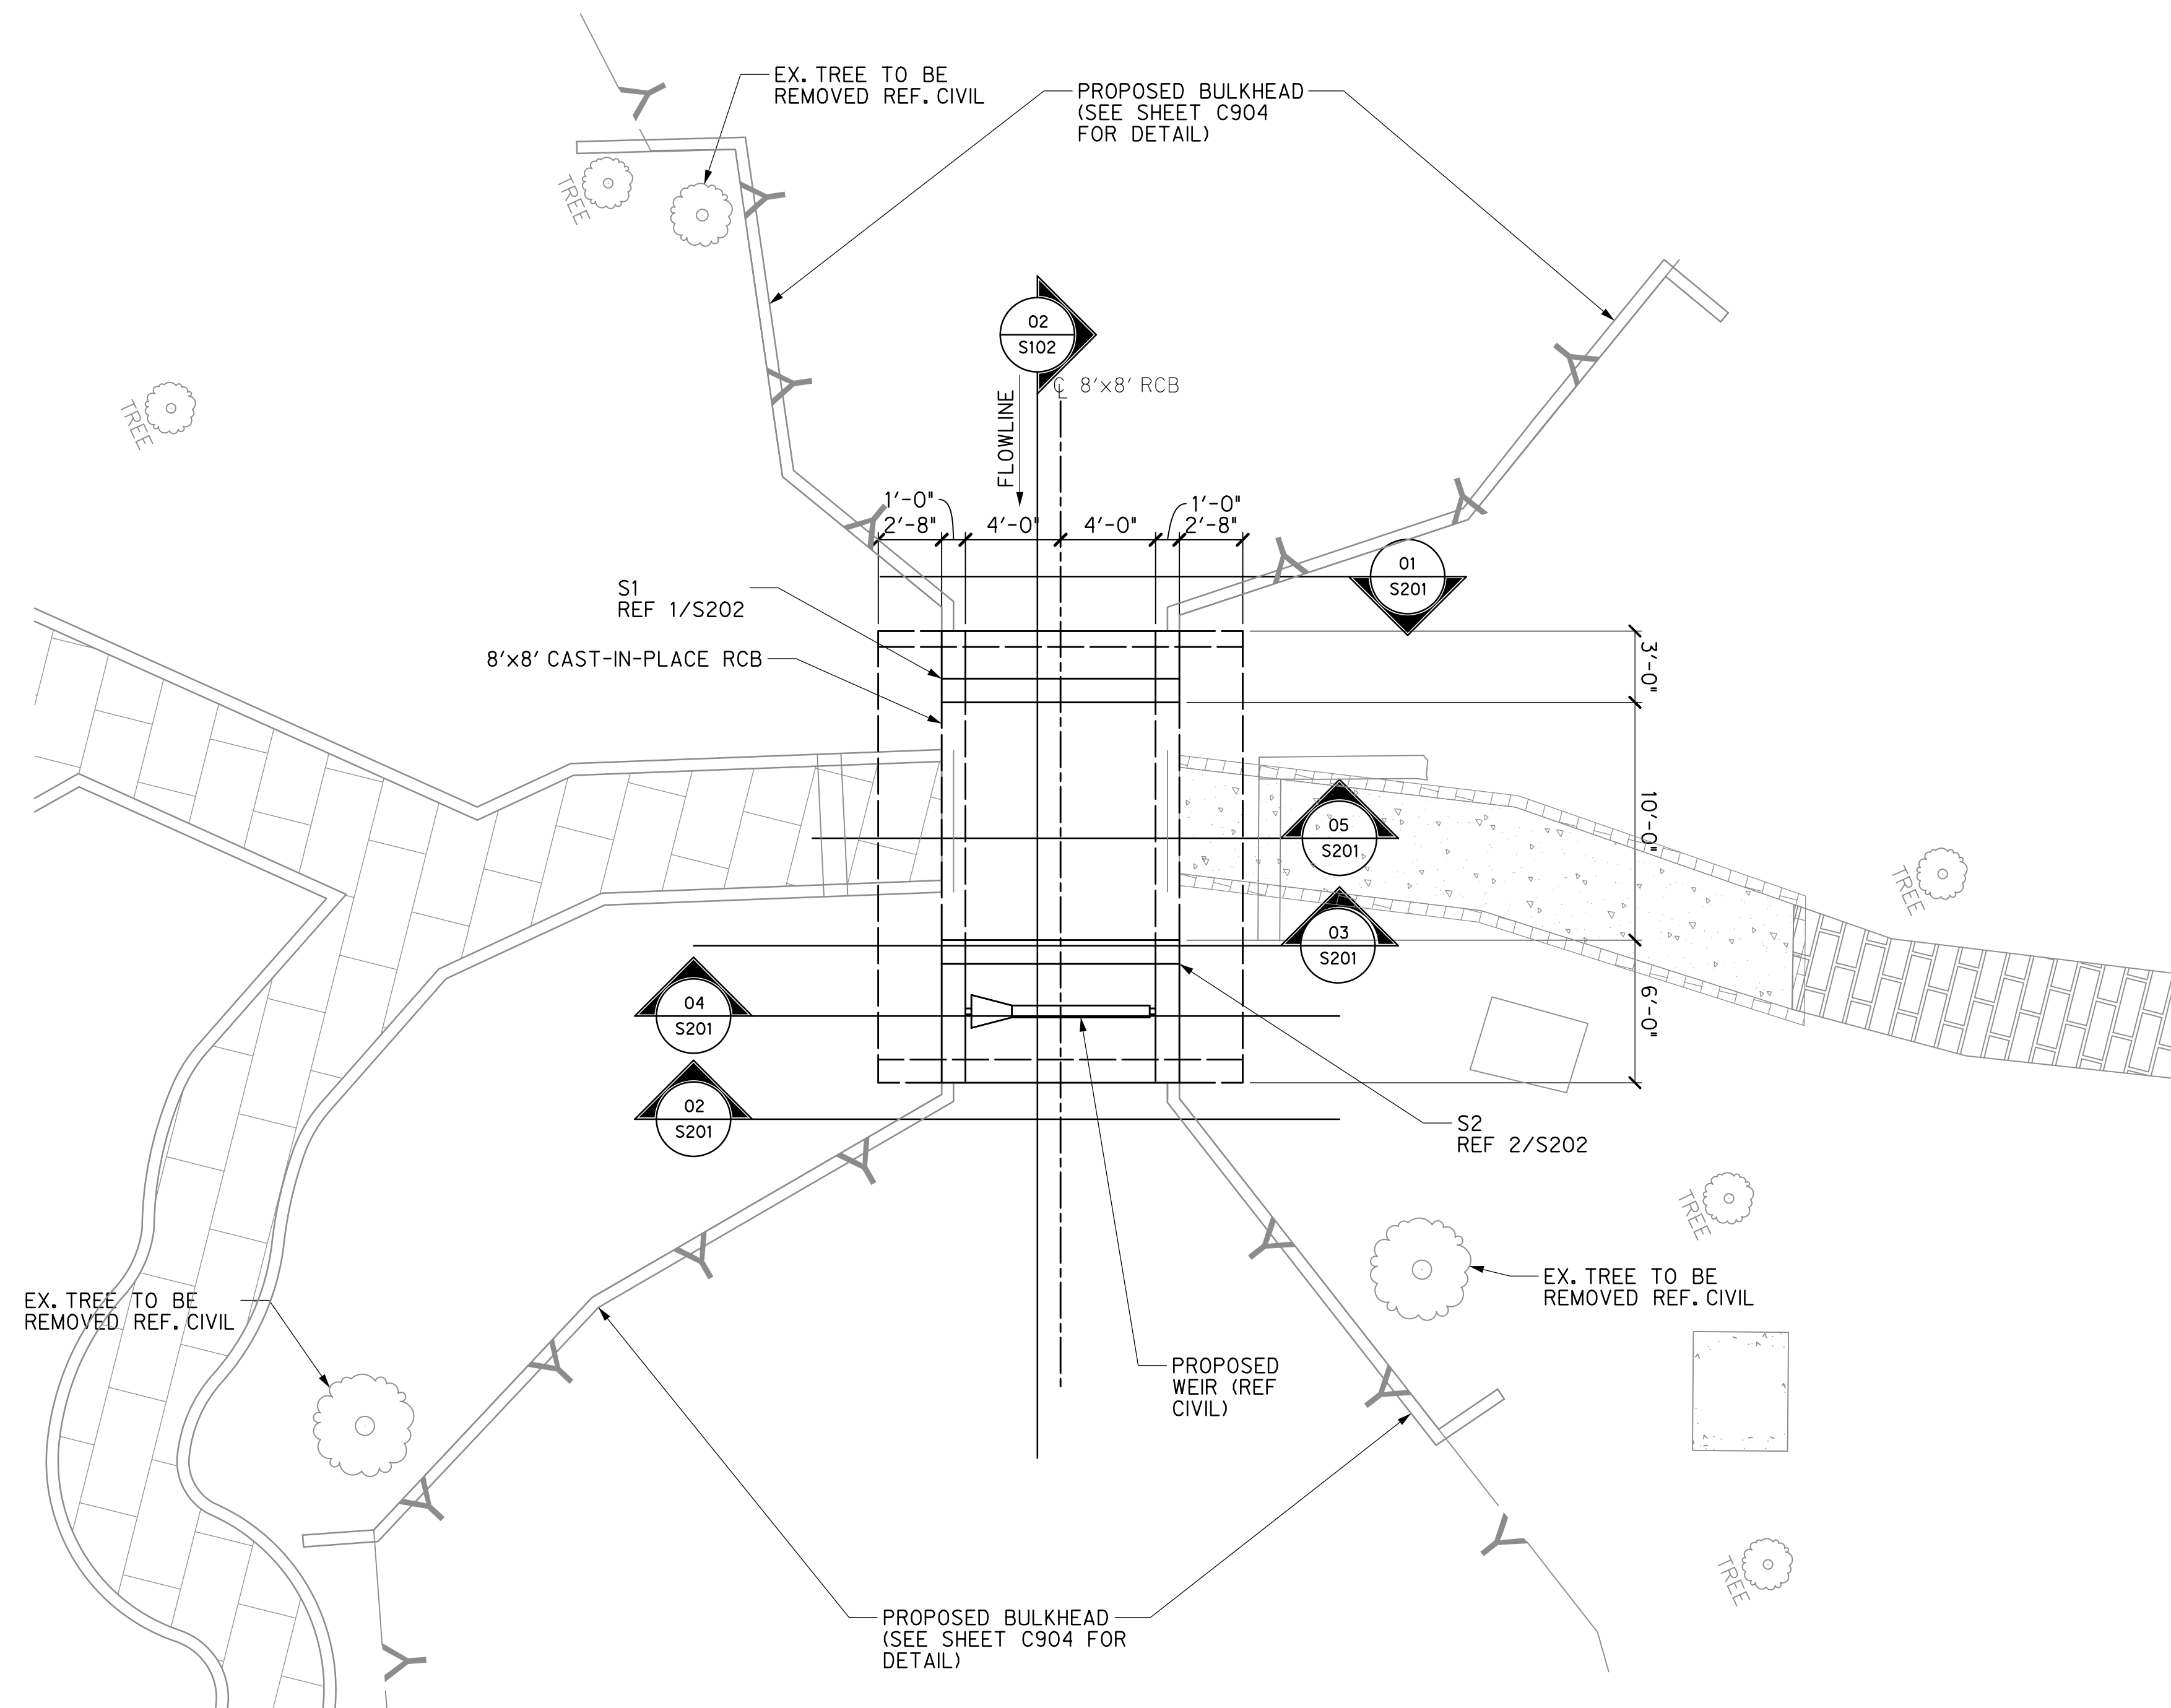 EX. TREE TO BE
REMOVED REF. CIVIL
PROPOSED BULKHEAD
(SEE SHEET C904
FOR DETAIL)
TREE
02
S102
℄ 8'x8' RCB
TREE
FLOWLINE
1'-0"
1'-0"
2'-8"
4'-0"
4'-0"
2'-8"
01
S201
S1
REF 1/S202
3'-0"
8'x8' CAST-IN-PLACE RCB
10'-0"
05
S201
TREE
03
S201
04
S201
6'-0"
02
S201
S2
REF 2/S202
TREE
EX. TREE TO BE
REMOVED REF. CIVIL
EX. TREE TO BE
REMOVED REF. CIVIL
PROPOSED
WEIR (REF
CIVIL)
TREE
PROPOSED BULKHEAD
(SEE SHEET C904 FOR
DETAIL)